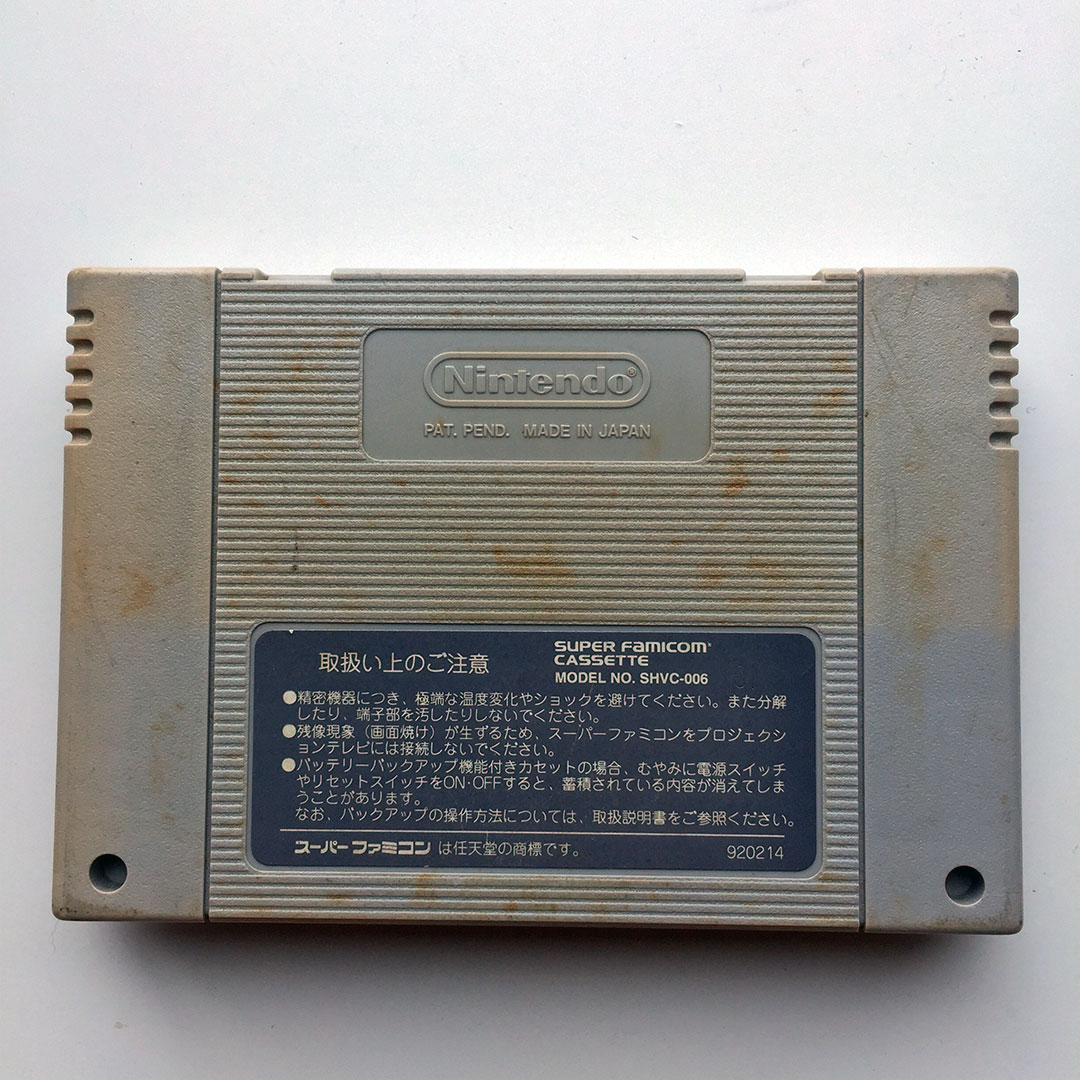 Nintendo®
PAT. PEND. MADE IN JAPAN
取扱い上のご注意
SUPER FAMICOM
CASSETTE
MODEL NO. SHVC-006
●精密機器につき、極端な温度変化やショックを避けてください。また分解
したり、端子部を汚したりしないでください。
●残像現象（画面焼け）が生ずるため、スーパーファミコンをプロジェクシ
ョンテレビには接続しないでください。
●バッテリーバックアップ機能付きカセットの場合、むやみに電源スイッチ
やリセットスイッチをON・OFFすると、蓄積されている内容が消えてしま
うことがあります。
なお、バックアップの操作方法については、取扱説明書をご参照ください。
スーパーファミコンは任天堂の商標です。
920214